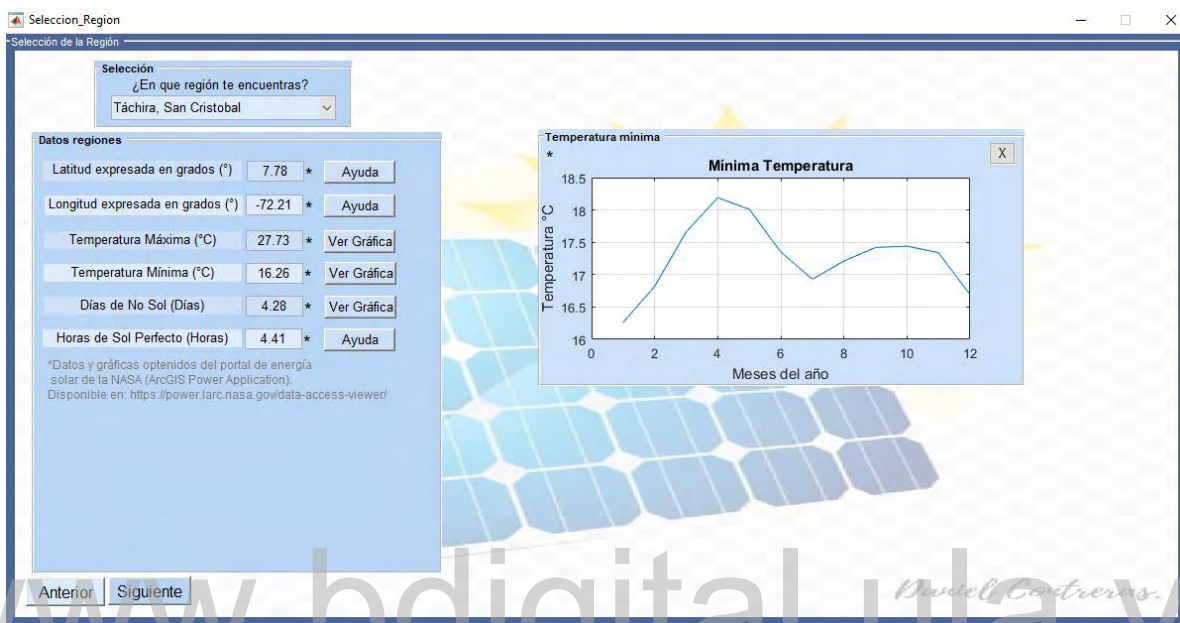 Seleccion_Region
Selección de la Región
Selección
¿En que región te encuentras?
Táchira, San Cristobal
Datos regiones
Latitud expresada en grados (°) 7.78 * Ayuda
Longitud expresada en grados (°) -72.21 * Ayuda
Temperatura Máxima (°C) 27.73 * Ver Gráfica
Temperatura Mínima (°C) 16.26 * Ver Gráfica
Días de No Sol (Días) 4.28 * Ver Gráfica
Horas de Sol Perfecto (Horas) 4.41 * Ayuda
*Datos y gráficas optenidos del portal de energía
solar de la NASA (ArcGIS Power Application).
Disponible en: https://power.larc.nasa.gov/data-access-viewer/
Temperatura mínima
*
X
Mínima Temperatura
Temperatura °C
18.5
18
17.5
17
16.5
16
0 2 4 6 8 10 12
Meses del año
Anterior Siguiente
Daniel Contreras.
www.bdigital.ula.v